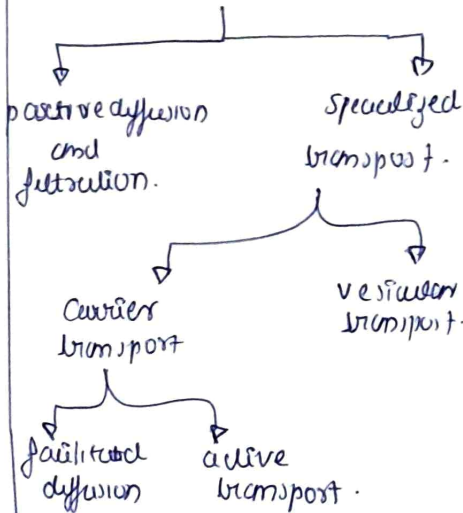 passive diffusion
and
filtration.
specialized
transport.
carrier
transport
vesicular
transport.
facilitated
diffusion
active
transport.